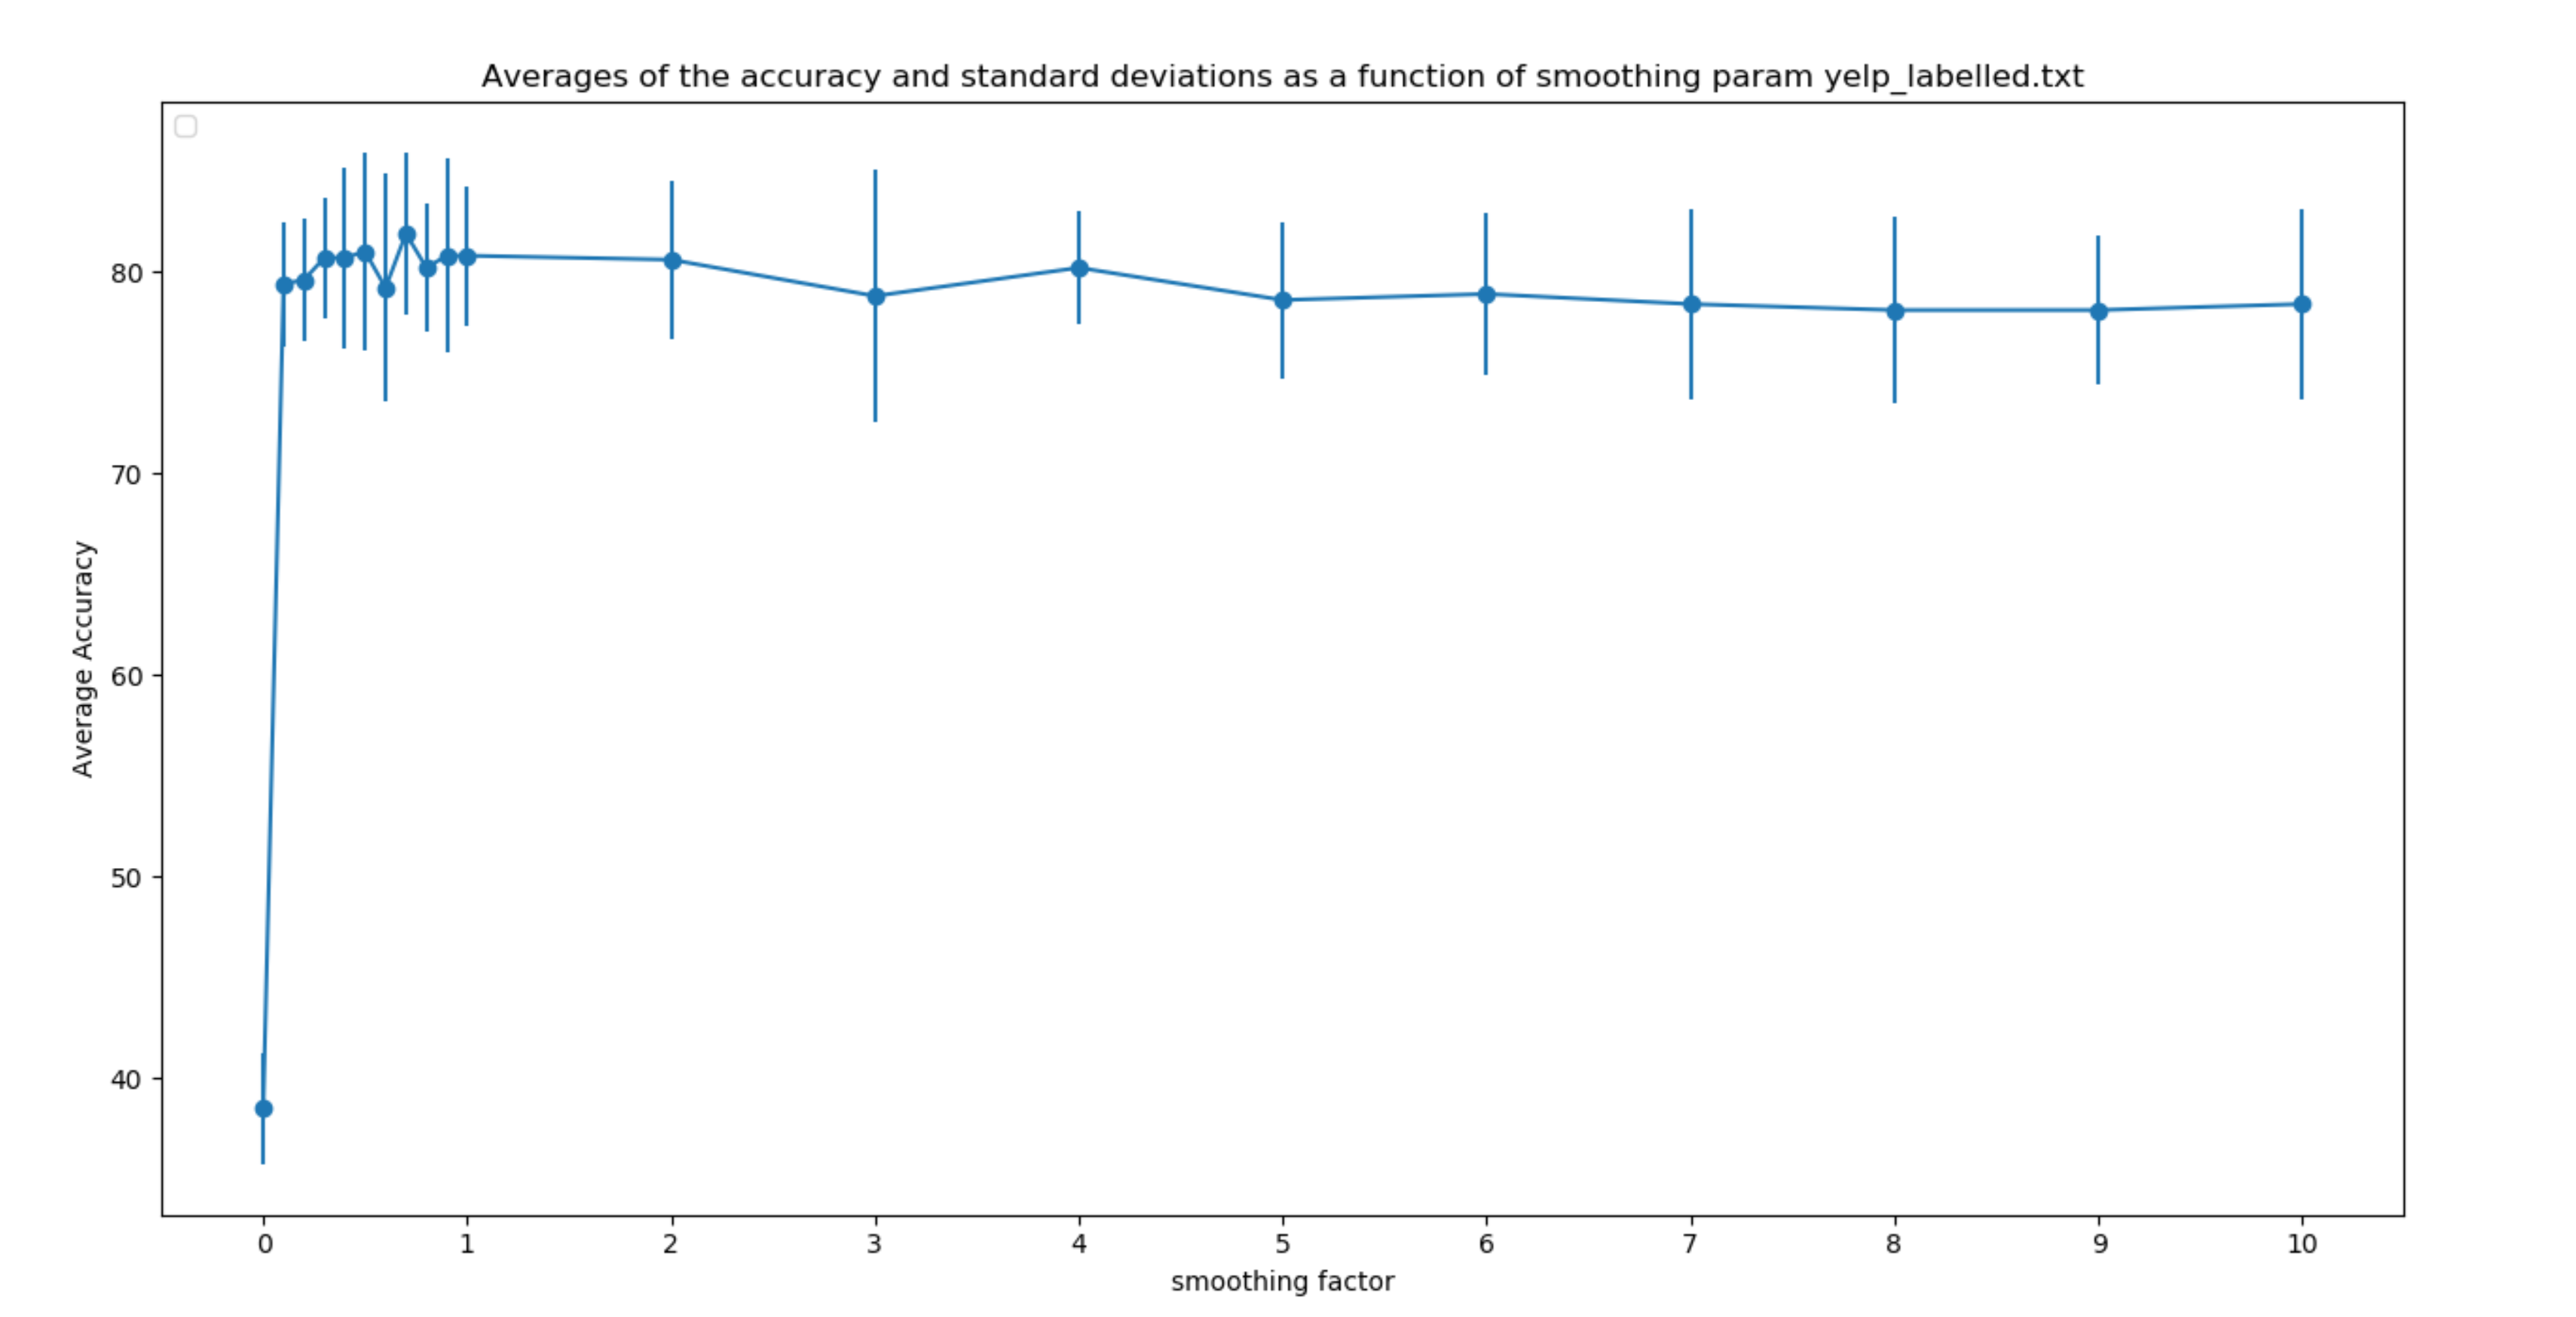 Averages of the accuracy and standard deviations as a function of smoothing param yelp_labelled.txt
80
70
60
50
40
Average Accuracy
0 1 2 3 4 5 6 7 8 9 10
smoothing factor